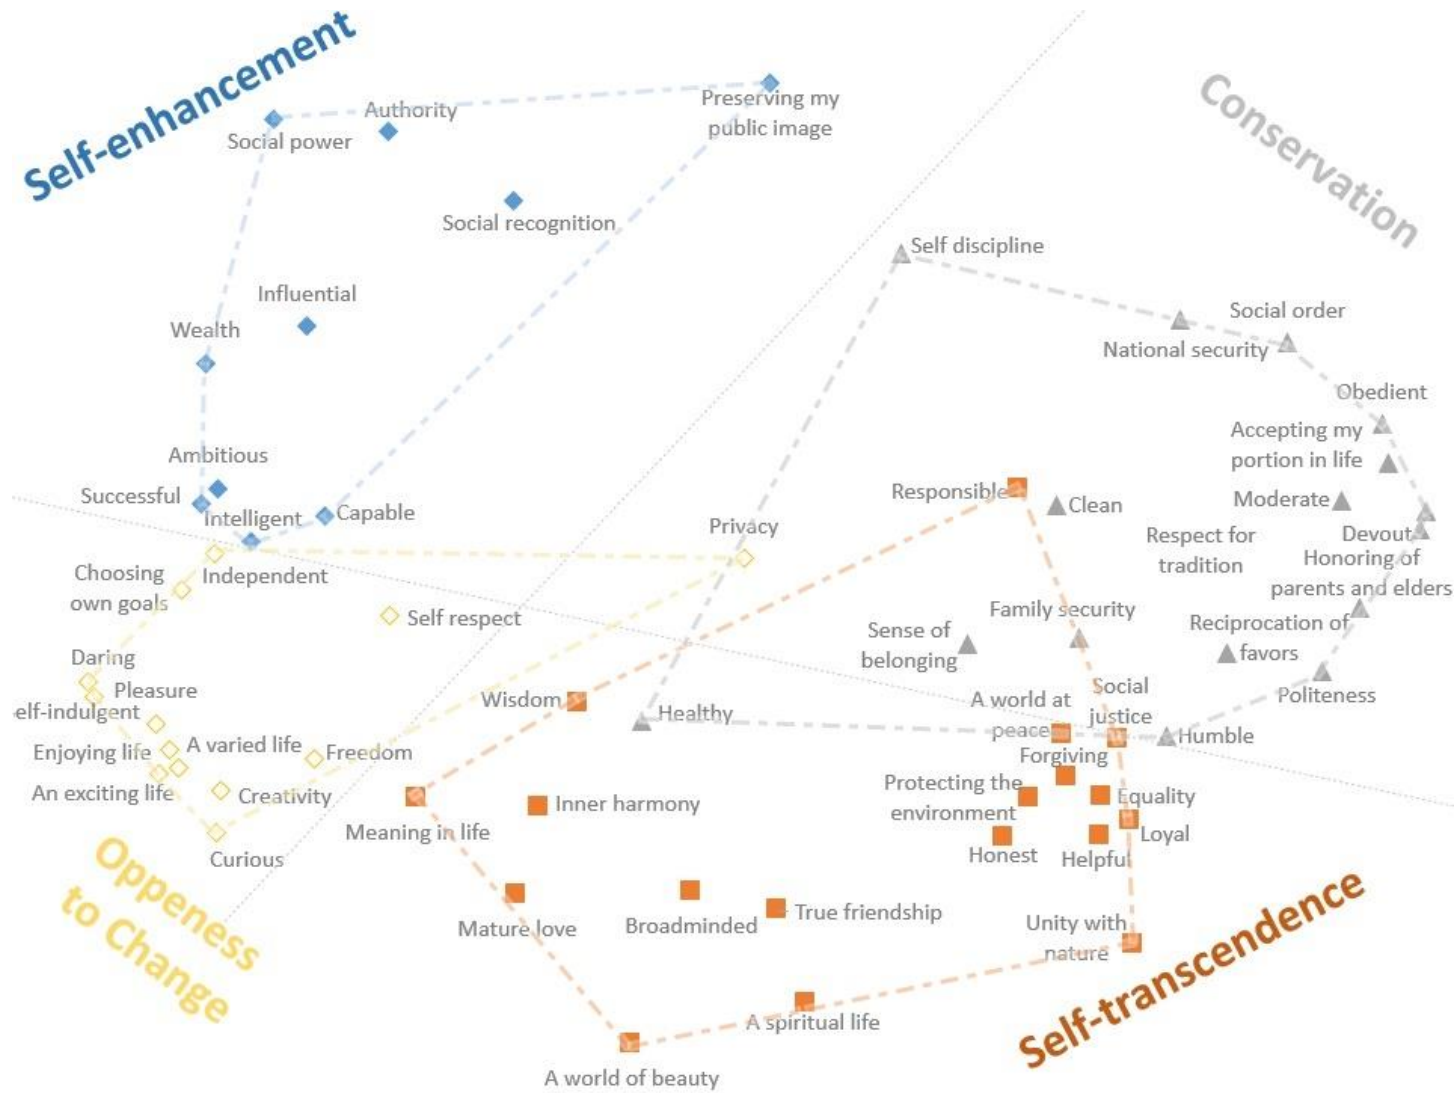 Self-enhancement
Conservation
Authority
Social power
Preserving my
public image
Social recognition
Self discipline
Influential
Wealth
Social order
National security
Obedient
Accepting my
portion in life
Ambitious
Successful
Intelligent
Capable
Responsible
Clean
Moderate
Privacy
Respect for
tradition
Devout
Honoring of
parents and elders
Independent
Choosing
own goals
Self respect
Family security
Sense of
belonging
Reciprocation of
favors
Daring
Pleasure
elf-indulgent
Wisdom
Healthy
A world at
peace
Social
justice
Politeness
Humble
Enjoying life
A varied life
Freedom
Forgiving
An exciting life
Creativity
Protecting the
environment
Equality
Inner harmony
Meaning in life
Loyal
Curious
Honest
Helpful
Oppeness
to Change
Mature love
Broadminded
True friendship
Unity with
nature
Self-transcendence
A spiritual life
A world of beauty